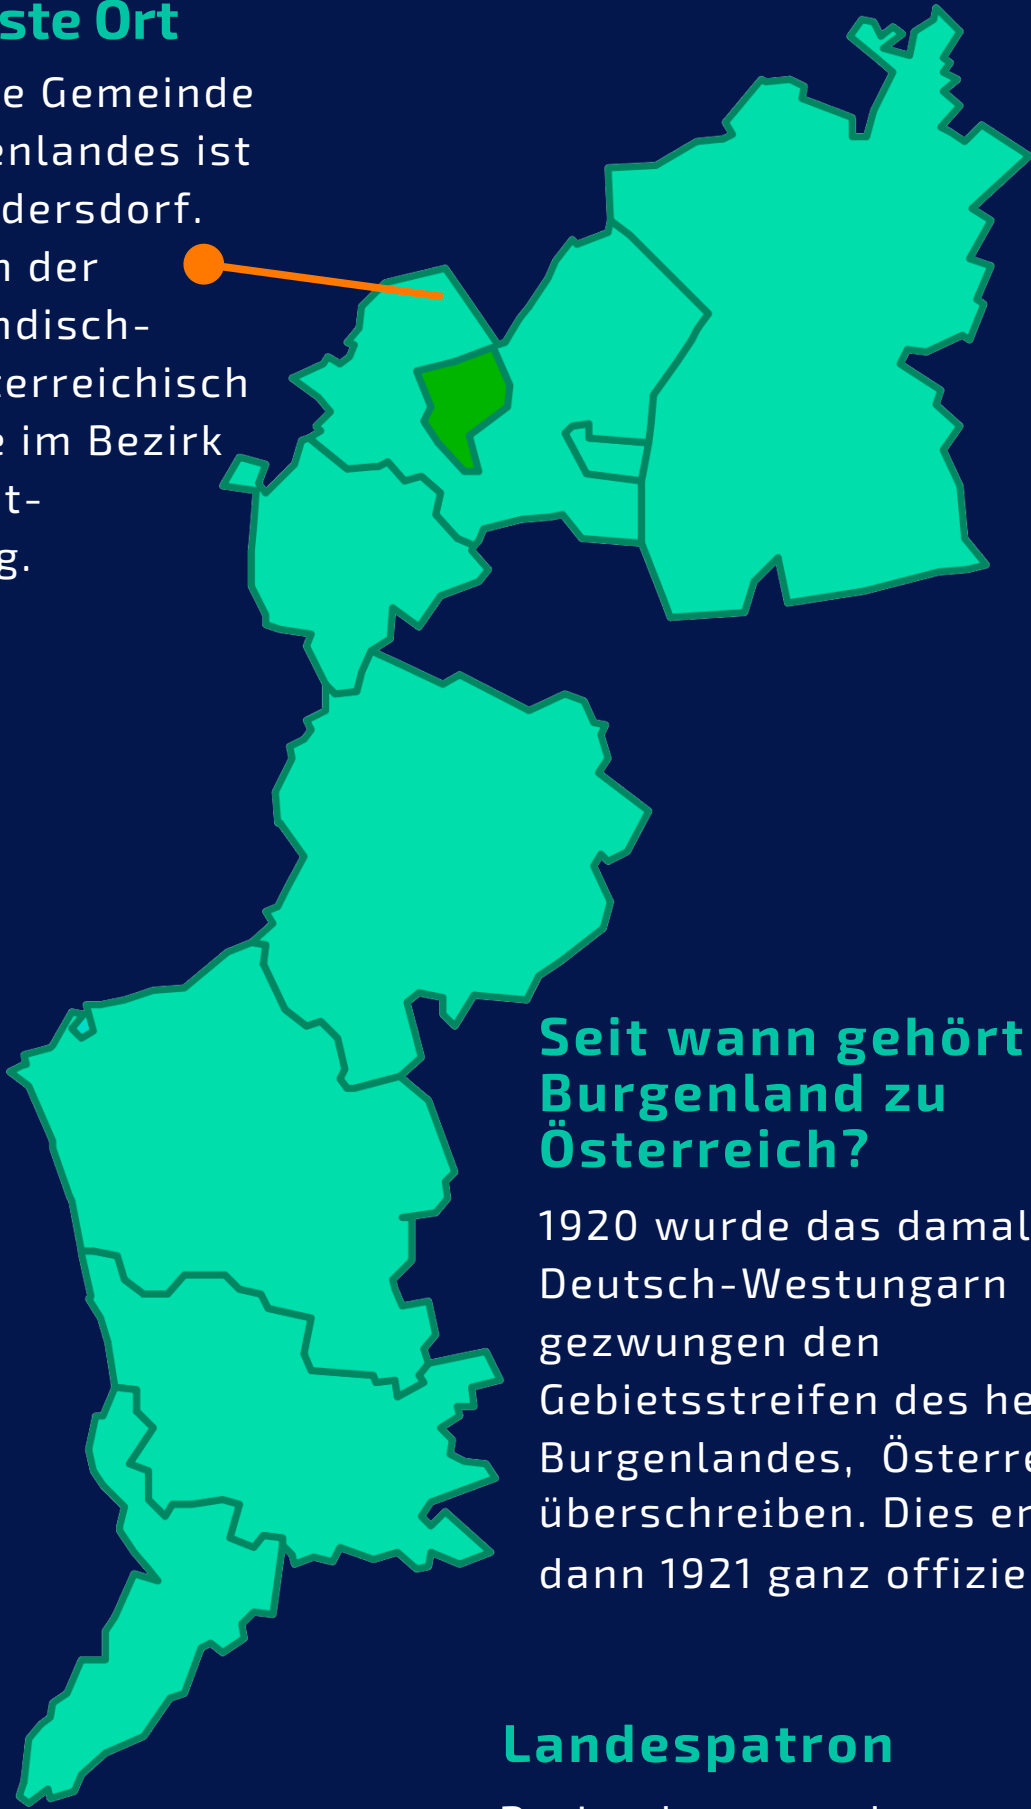 ste Ort
e Gemeinde
enlandes ist
dersdorf.
n der
ndisch-
terreichisch
e im Bezirk
t-
g.
Seit wann gehört
Burgenland zu
Österreich?
1920 wurde das damal
Deutsch-Westungarn
gezwungen den
Gebietsstreifen des he
Burgenlandes, Österre
überschreiben. Dies er
dann 1921 ganz offizie
Landespatron